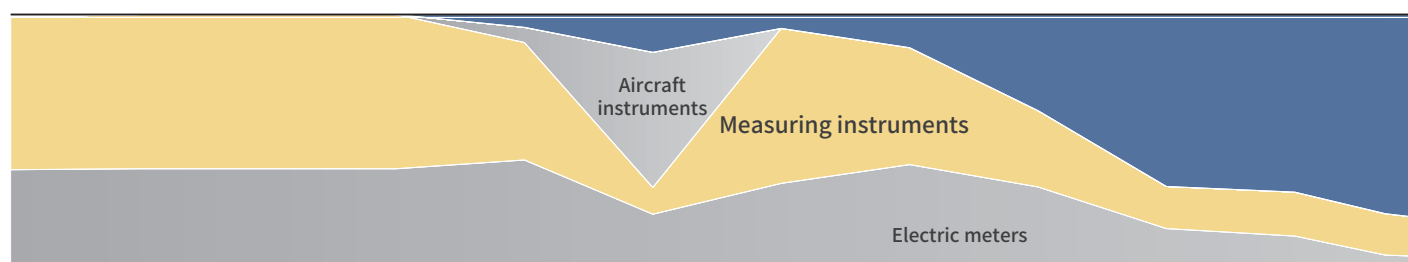 Aircraft
instruments
Measuring instruments
Electric meters